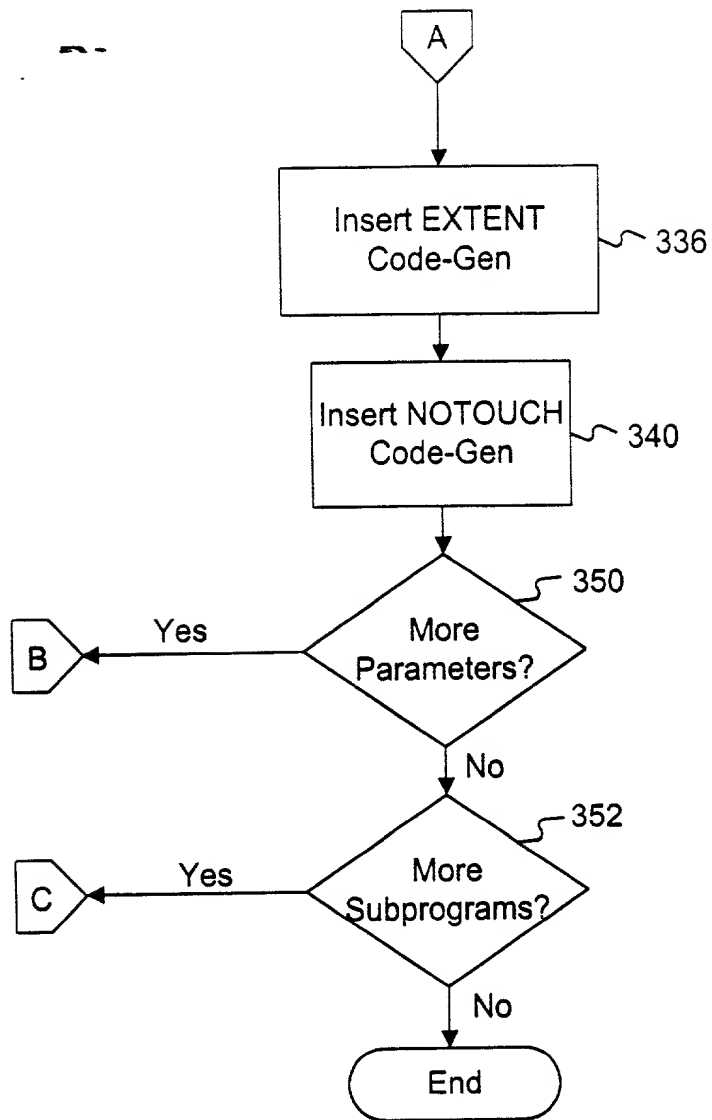 A
Insert EXTENT
Code-Gen
336
Insert NOTOUCH
Code-Gen
340
350
More
Parameters?
Yes
B
No
352
More
Subprograms?
Yes
C
No
End